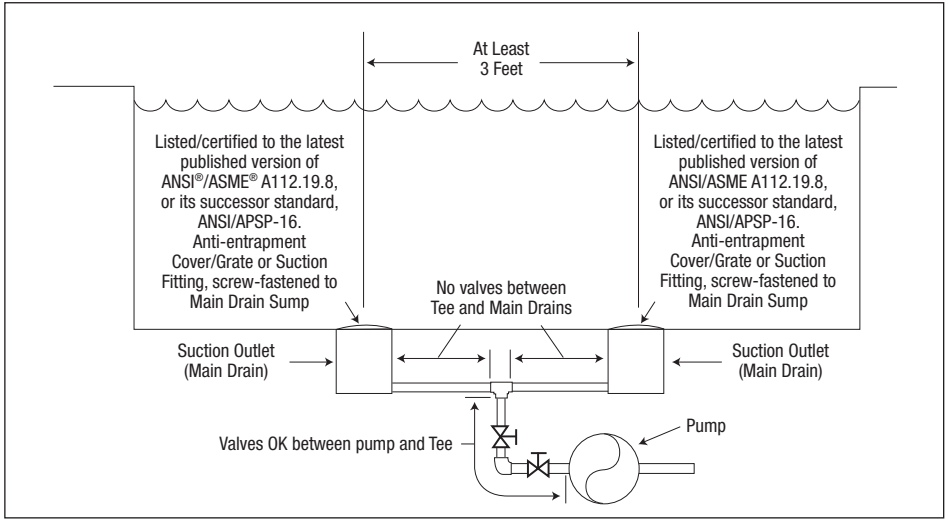 At Least
3 Feet
Listed/certified to the latest
published version of
ANSI®/ASME® A112.19.8,
or its successor standard,
ANSI/APSP-16.
Anti-entrapment
Cover/Grate or Suction
Fitting, screw-fastened to
Main Drain Sump
Listed/certified to the latest
published version of
ANSI/ASME A112.19.8,
or its successor standard,
ANSI/APSP-16.
Anti-entrapment
Cover/Grate or Suction
Fitting, screw-fastened to
Main Drain Sump
No valves between
Tee and Main Drains
Suction Outlet
(Main Drain)
Suction Outlet
(Main Drain)
Valves OK between pump and Tee
Pump